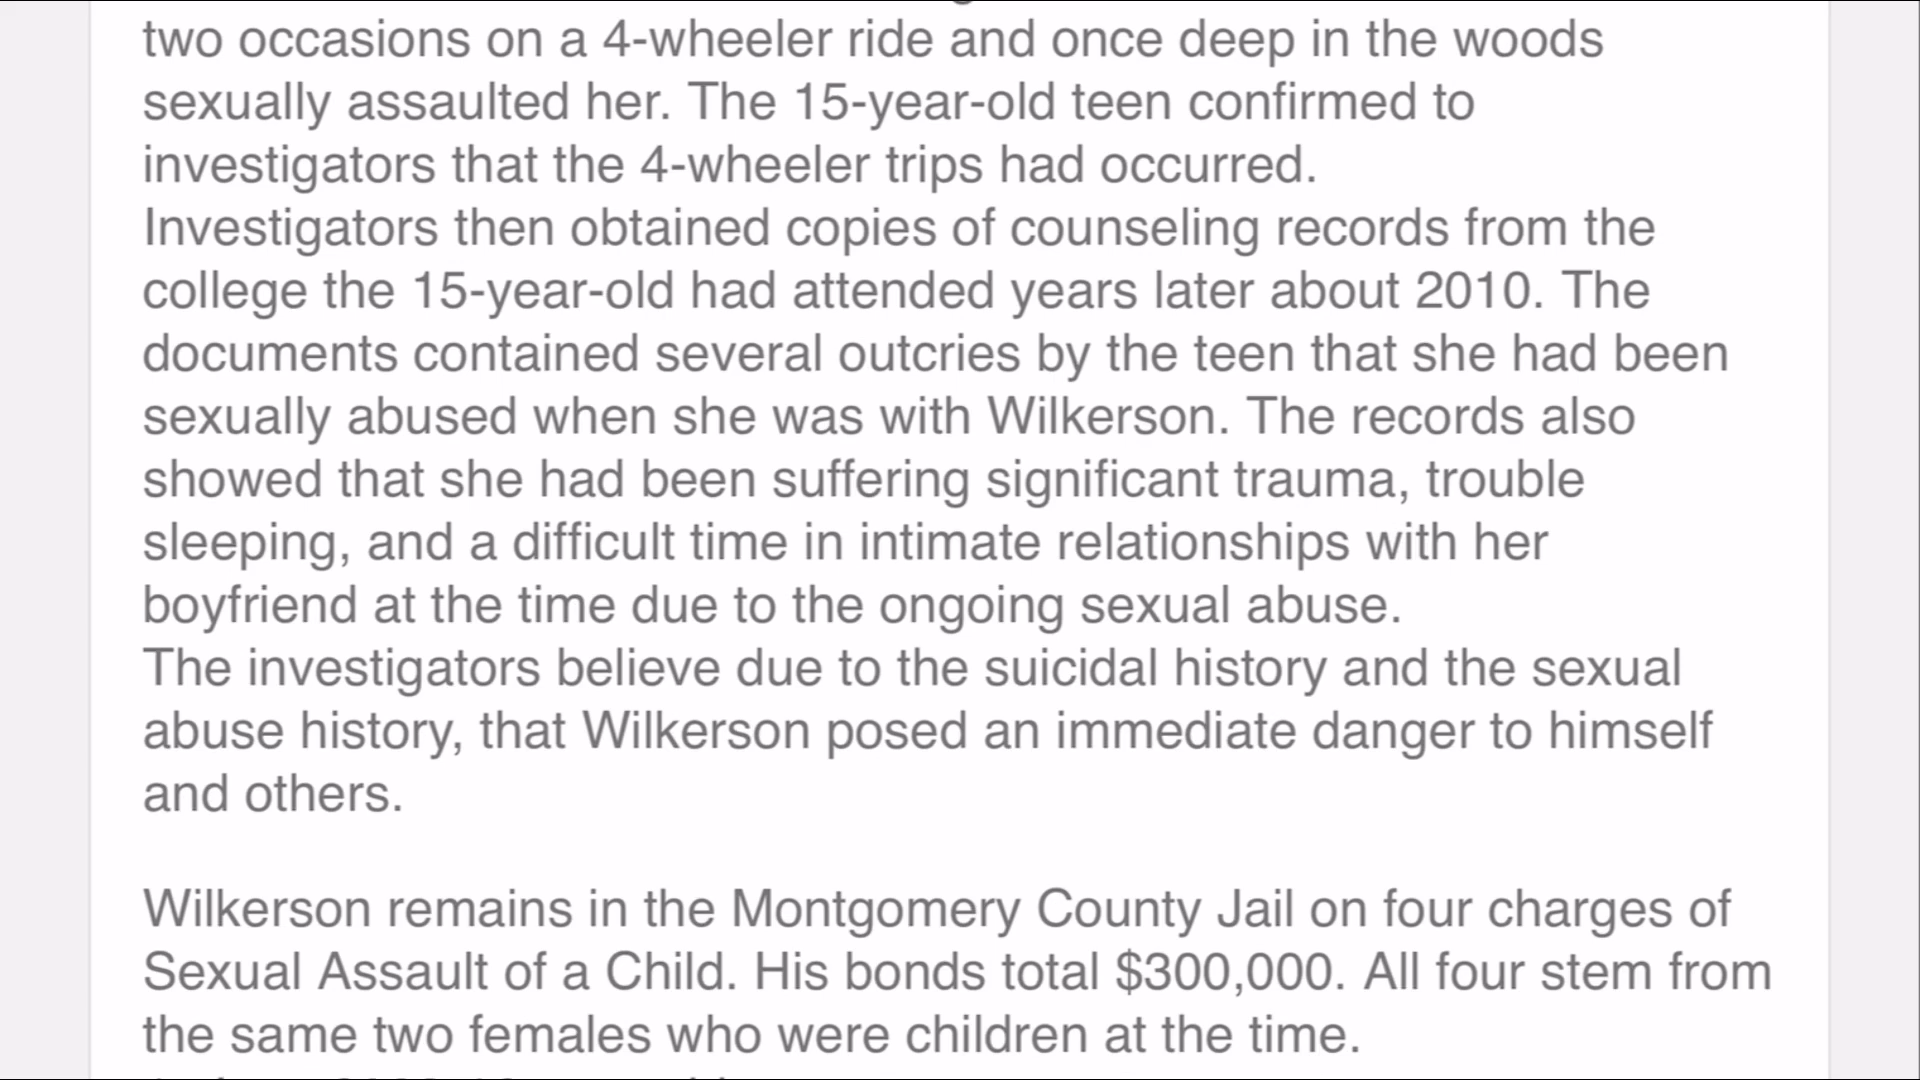 two occasions on a 4-wheeler ride and once deep in the woods
sexually assaulted her. The 15-year-old teen confirmed to
investigators that the 4-wheeler trips had occurred.
Investigators then obtained copies of counseling records from the
college the 15-year-old had attended years later about 2010. The
documents contained several outcries by the teen that she had been
sexually abused when she was with Wilkerson. The records also
showed that she had been suffering significant trauma, trouble
sleeping, and a difficult time in intimate relationships with her
boyfriend at the time due to the ongoing sexual abuse.
The investigators believe due to the suicidal history and the sexual
abuse history, that Wilkerson posed an immediate danger to himself
and others.
Wilkerson remains in the Montgomery County Jail on four charges of
Sexual Assault of a Child. His bonds total $300,000. All four stem from
the same two females who were children at the time.